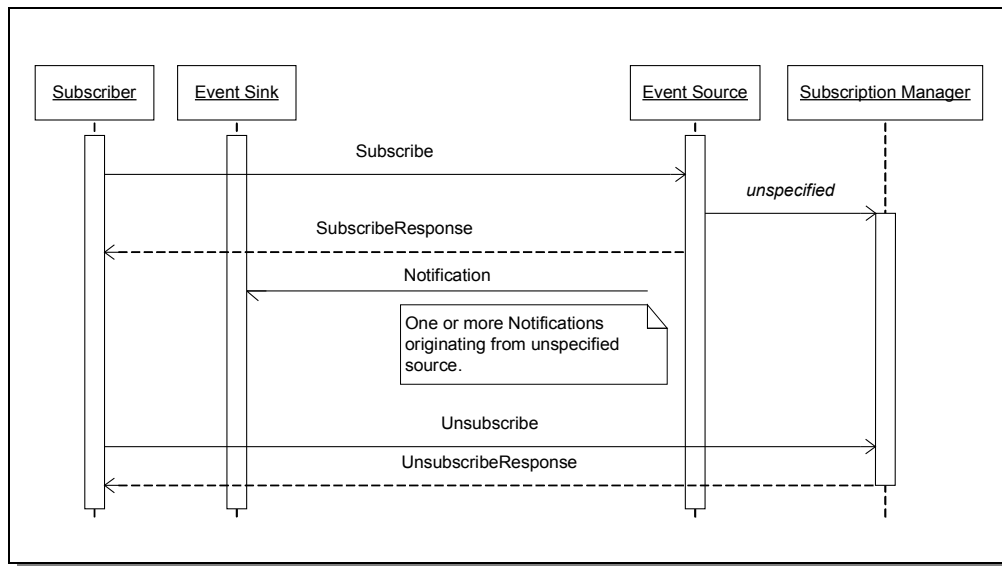 Subscriber
Event Sink
Event Source
Subscription Manager
Subscribe
unspecified
SubscribeResponse
Notification
One or more Notifications
originating from unspecified
source.
Unsubscribe
UnsubscribeResponse